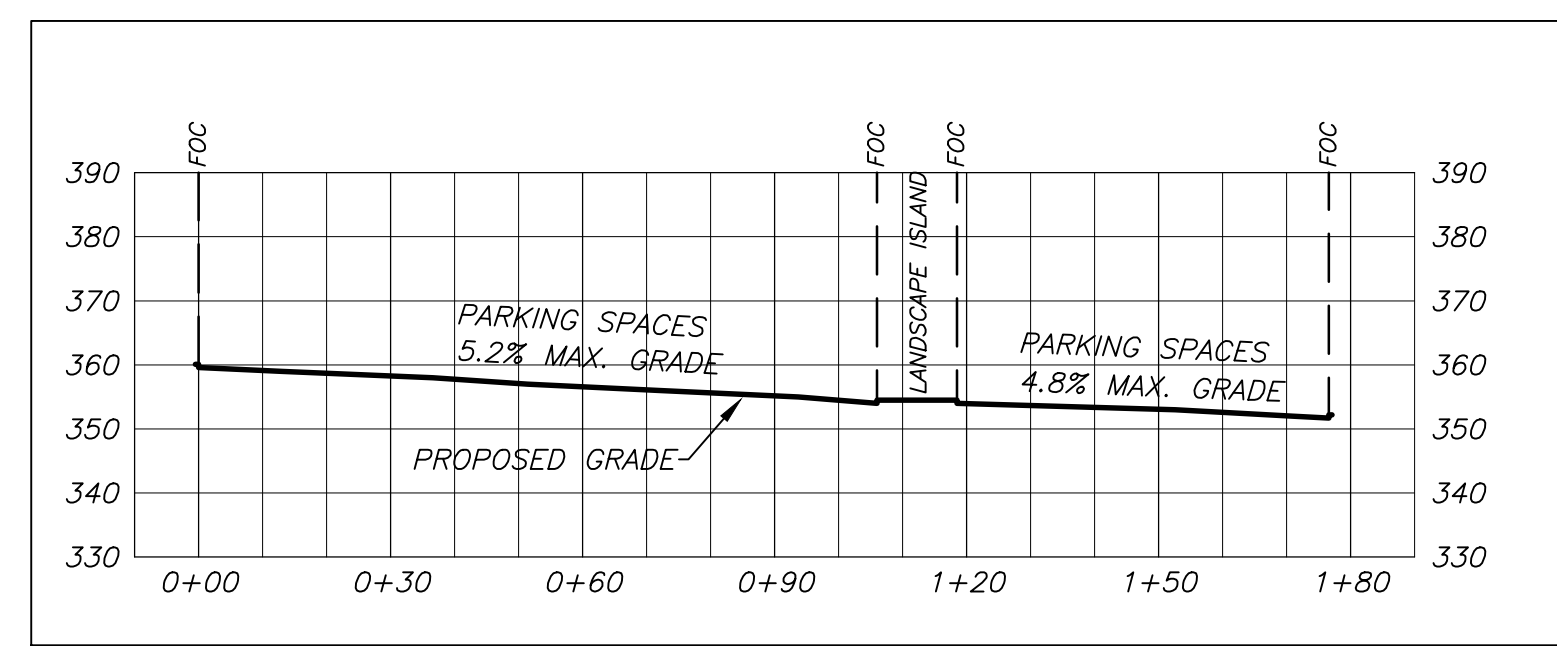 FOC
FOC
FOC
FOC
390
390
380
380
370
370
360
360
350
350
340
340
330
330
LANDSCAPE ISLAND
PARKING SPACES
5.2% MAX. GRADE
PARKING SPACES
4.8% MAX. GRADE
PROPOSED GRADE
0+00
0+30
0+60
0+90
1+20
1+50
1+80